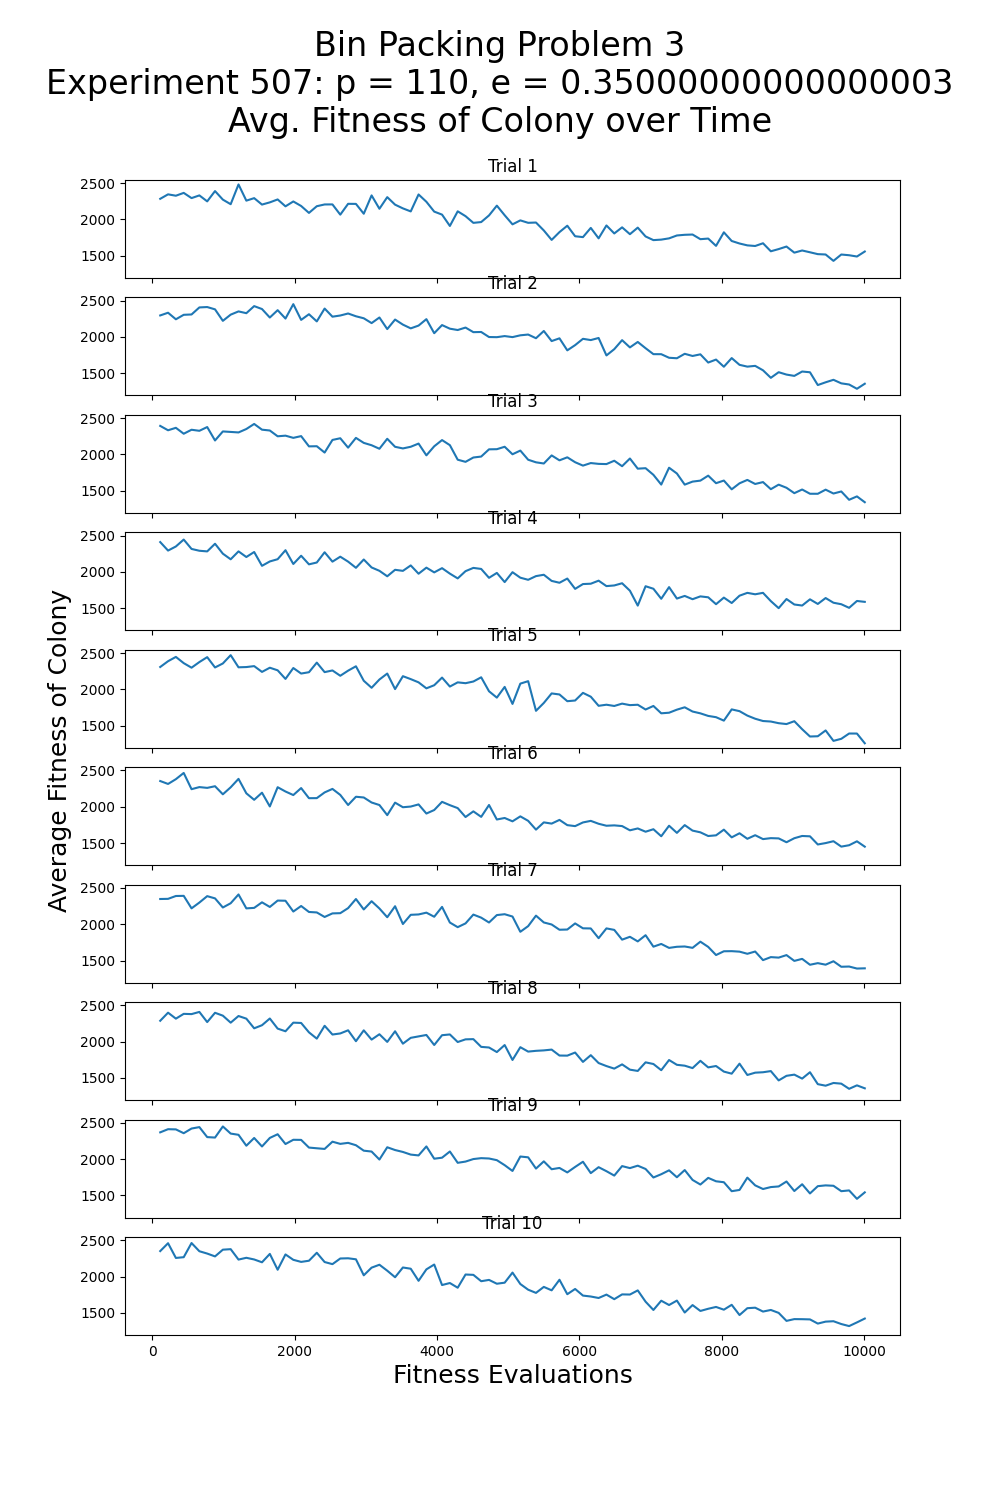 Bin Packing Problem 3
Experiment 507: p = 110, e = 0.35000000000000003
Avg. Fitness of Colony over Time
Trial 1
2500
2000
1500
Trial 2
2500
2000
1500
Trial 3
2500
2000
1500
Trial 4
2500
2000
1500
Trial 5
2500
2000
1500
Trial 6
2500
2000
1500
Trial 7
2500
2000
1500
Trial 8
2500
2000
1500
Trial 9
2500
2000
1500
Trial 10
2500
2000
1500
0 2000 4000 6000 8000 10000
Fitness Evaluations
Average Fitness of Colony